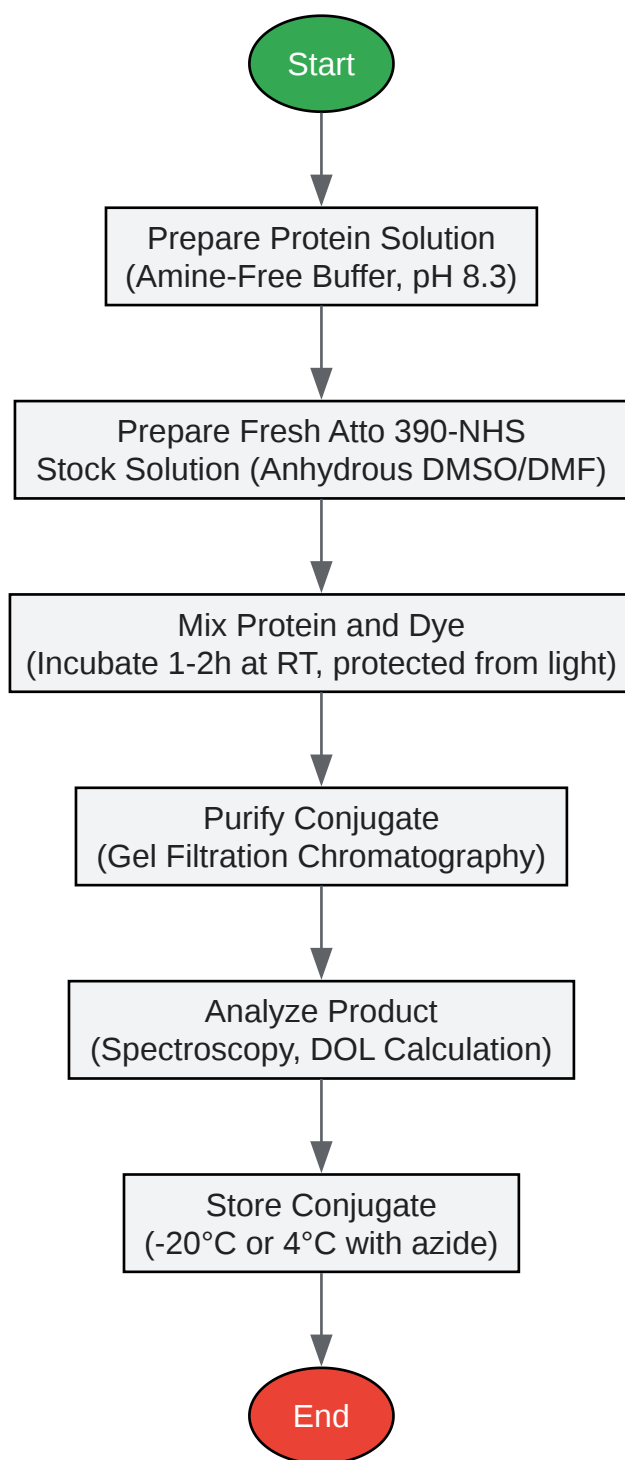 Start
Prepare Protein Solution
(Amine-Free Buffer, pH 8.3)
Prepare Fresh Atto 390-NHS
Stock Solution (Anhydrous DMSO/DMF)
Mix Protein and Dye
(Incubate 1-2h at RT, protected from light)
Purify Conjugate
(Gel Filtration Chromatography)
Analyze Product
(Spectroscopy, DOL Calculation)
Store Conjugate
(-20°C or 4°C with azide)
End